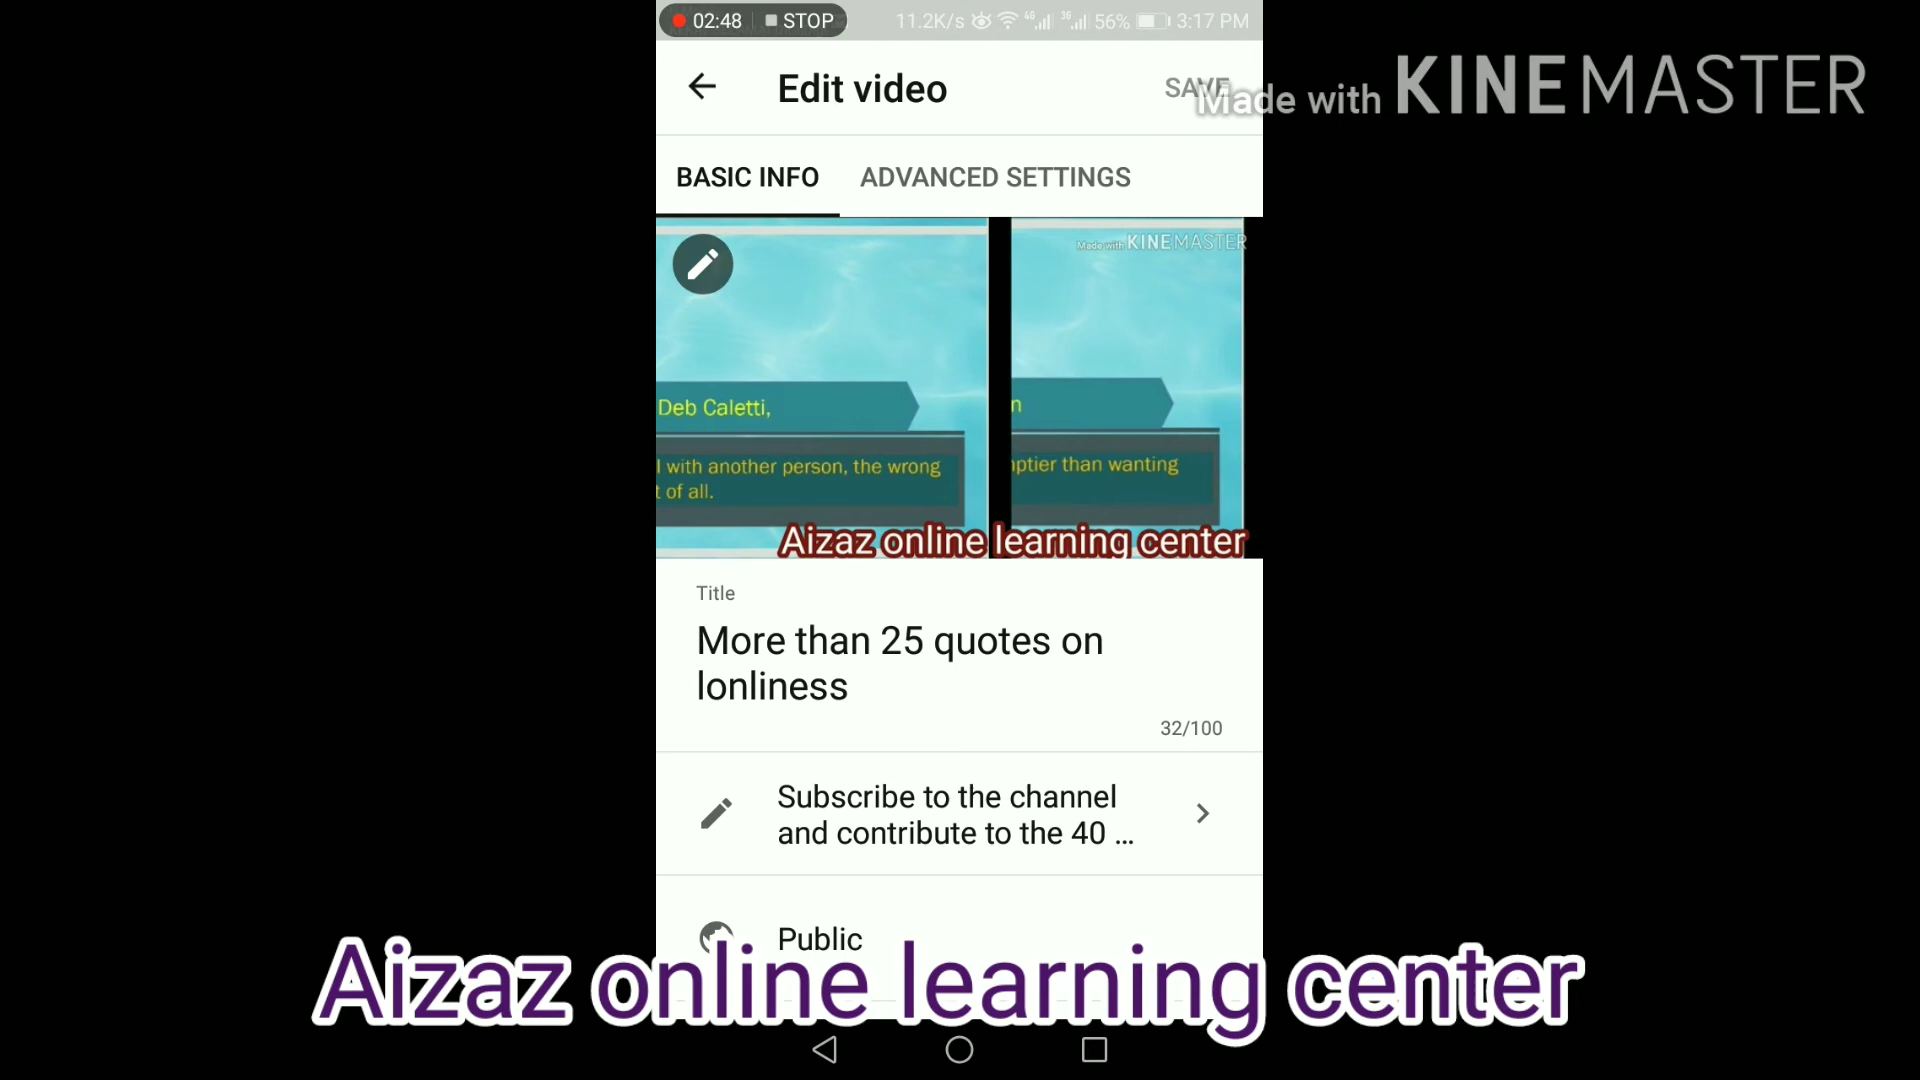 02:48 STOP 11.2K/s 4G 3G 56% 3:17 PM
Edit video SAVE
Made with KINEMASTER
BASIC INFO ADVANCED SETTINGS
Made with KINEMASTER
Deb Caletti,
n
l with another person, the wrong
t of all.
ptier than wanting
Aizaz online learning center
Title
More than 25 quotes on
lonliness
32/100
Subscribe to the channel
and contribute to the 40 ...
Public
Aizaz online learning center